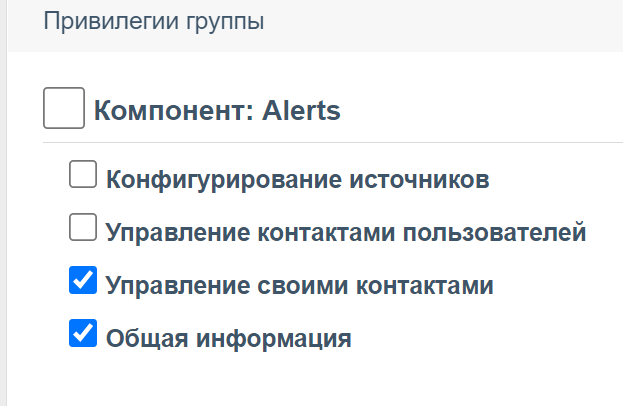 Привилегии группы
Компонент: Alerts
Конфигурирование источников
Управление контактами пользователей
Управление своими контактами
Общая информация